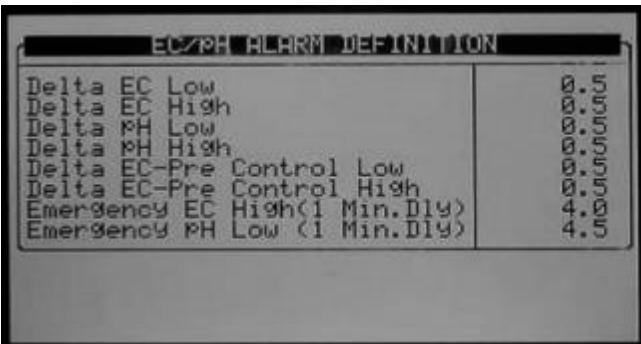 EC/PH ALARM DEFINITION
Delta EC Low 0.5
Delta EC High 0.5
Delta PH Low 0.5
Delta PH High 0.5
Delta EC-Pre Control Low 0.5
Delta EC-Pre Control High 0.5
Emergency EC High(1 Min.Dly) 4.0
Emergency PH Low (1 Min.Dly) 4.5